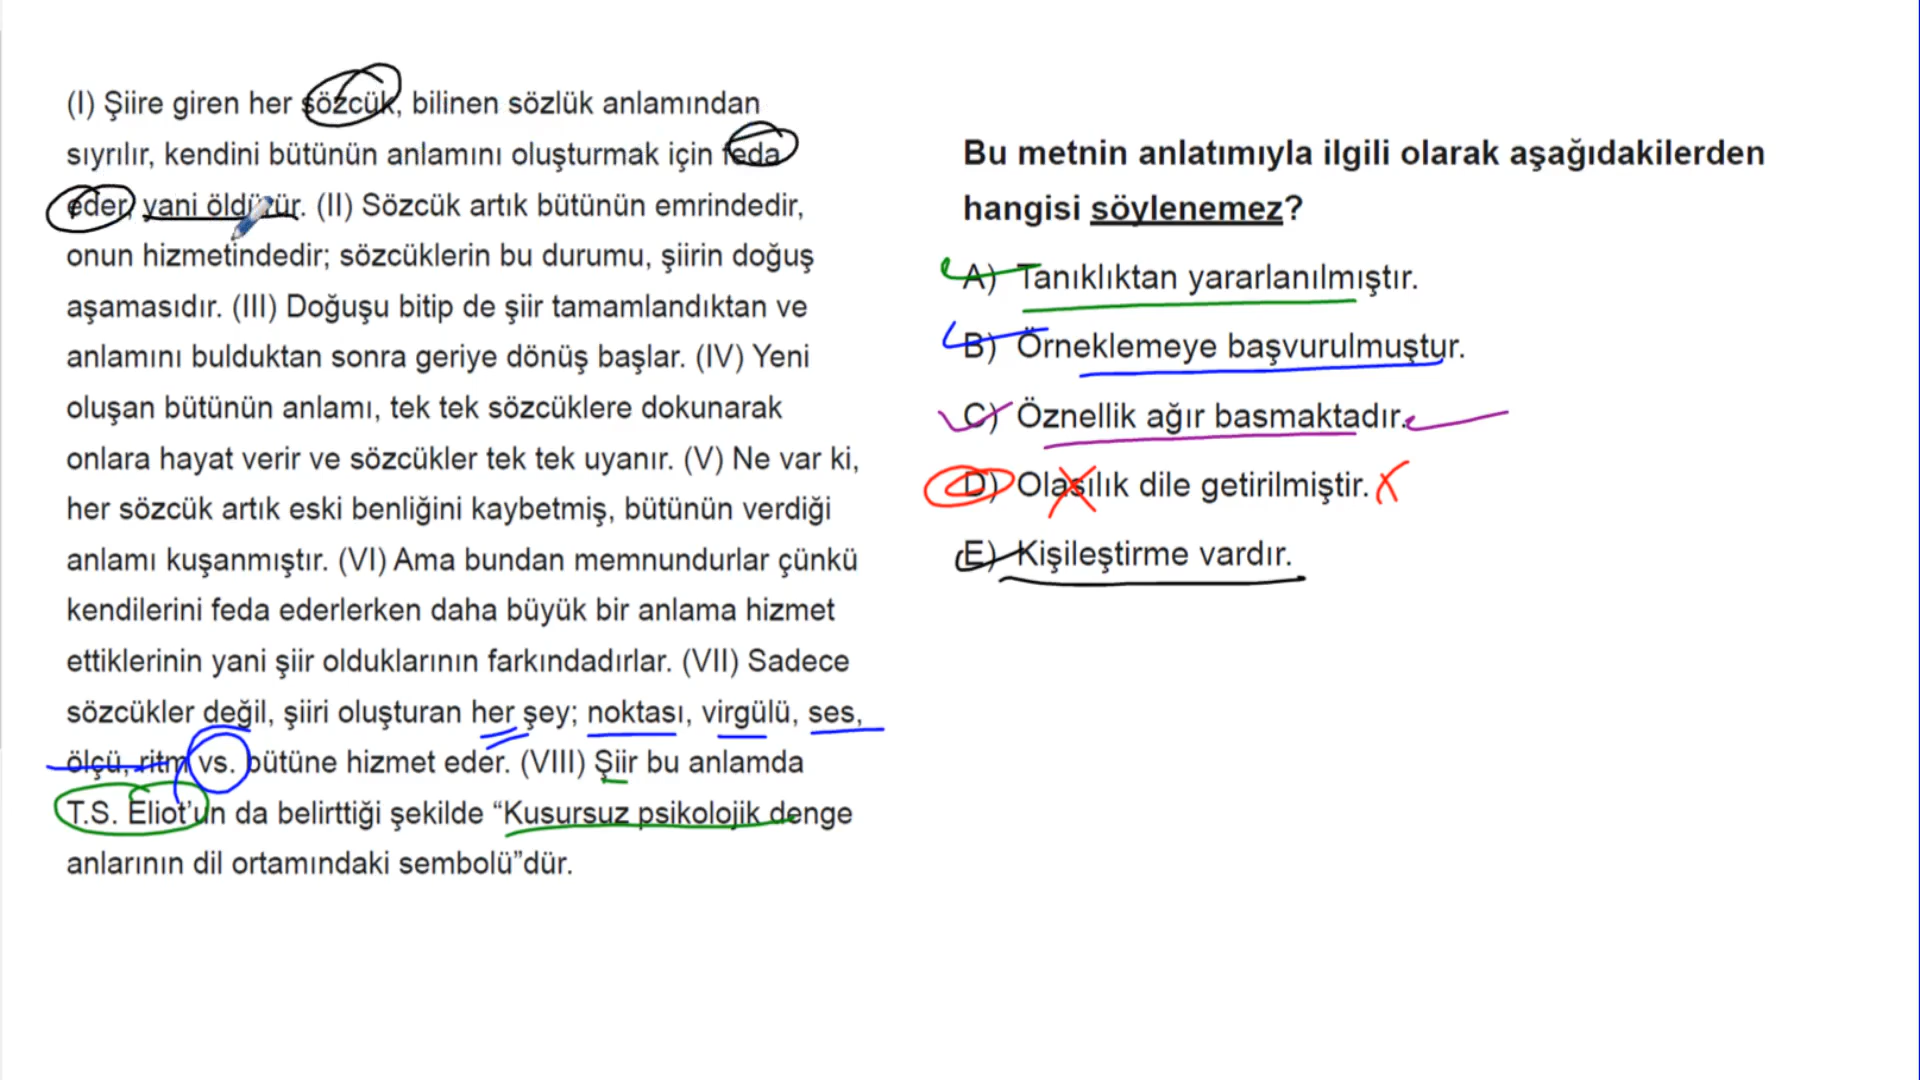 (I) Şiire giren her sözcük, bilinen sözlük anlamından
sıyrılır, kendini bütünün anlamını oluşturmak için feda
eder, yani öldürür. (II) Sözcük artık bütünün emrindedir,
onun hizmetindedir; sözcüklerin bu durumu, şiirin doğuş
aşamasıdır. (III) Doğuşu bitip de şiir tamamlandıktan ve
anlamını bulduktan sonra geriye dönüş başlar. (IV) Yeni
oluşan bütünün anlamı, tek tek sözcüklere dokunarak
onlara hayat verir ve sözcükler tek tek uyanır. (V) Ne var ki,
her sözcük artık eski benliğini kaybetmiş, bütünün verdiği
anlamı kuşanmıştır. (VI) Ama bundan memnundurlar çünkü
kendilerini feda ederlerken daha büyük bir anlama hizmet
ettiklerinin yani şiir olduklarının farkındadırlar. (VII) Sadece
sözcükler değil, şiiri oluşturan her şey; noktası, virgülü, ses,
ölçü, ritm vs. bütüne hizmet eder. (VIII) Şiir bu anlamda
T.S. Eliot’un da belirttiği şekilde “Kusursuz psikolojik denge
anlarının dil ortamındaki sembolü”dür.
Bu metnin anlatımıyla ilgili olarak aşağıdakilerden
hangisi söylenemez?
A) Tanıklıktan yararlanılmıştır.
B) Örneklemeye başvurulmuştur.
C) Öznellik ağır basmaktadır.
D) Olasılık dile getirilmiştir.
E) Kişileştirme vardır.